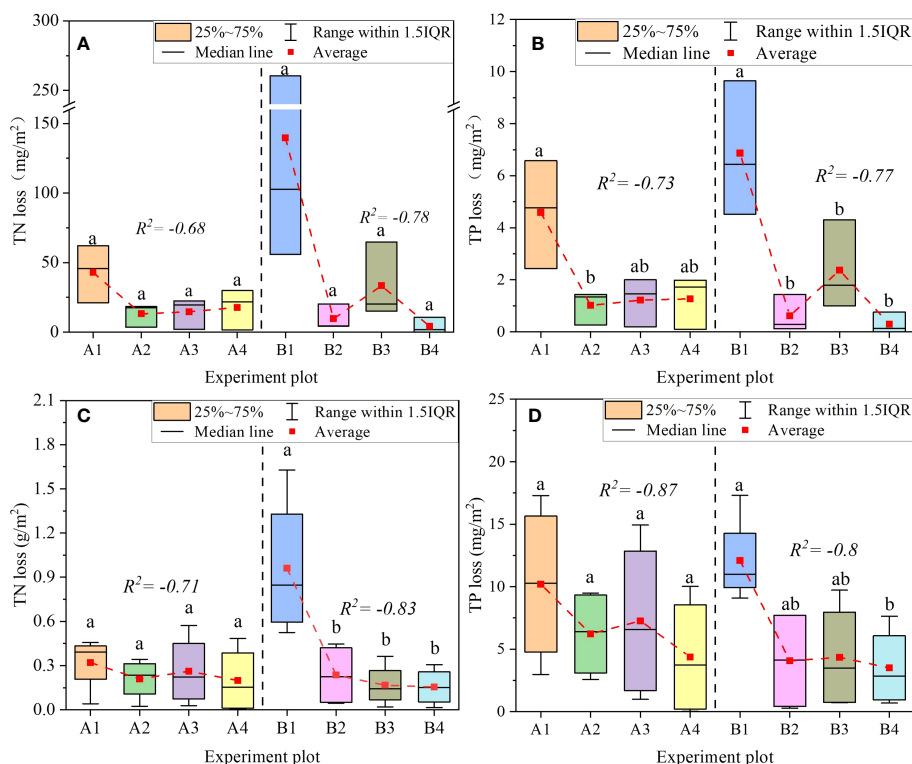 A
25%~75%
Range within 1.5IQR
Median line
Average
TN loss （mg/m²）
300
250
150
100
50
0
a
a
a
a
a
a
a
a
R²= -0.68
R²= -0.78
A1 A2 A3 A4 B1 B2 B3 B4
Experiment plot
B
25%~75%
Range within 1.5IQR
Median line
Average
TP loss （mg/m²）
12
10
8
6
4
2
0
a
b
ab
ab
a
b
b
b
R²= -0.73
R²= -0.77
A1 A2 A3 A4 B1 B2 B3 B4
Experiment plot
C
25%~75%
Range within 1.5IQR
Median line
Average
TN loss (g/m²)
2.1
1.8
1.5
1.2
0.9
0.6
0.3
0.0
a
a
a
a
a
b
b
b
R²= -0.71
R²= -0.83
A1 A2 A3 A4 B1 B2 B3 B4
Experiment plot
D
25%~75%
Range within 1.5IQR
Median line
Average
TP loss (mg/m²)
25
20
15
10
5
0
a
a
a
a
a
ab
ab
b
R²= -0.87
R²= -0.8
A1 A2 A3 A4 B1 B2 B3 B4
Experiment plot